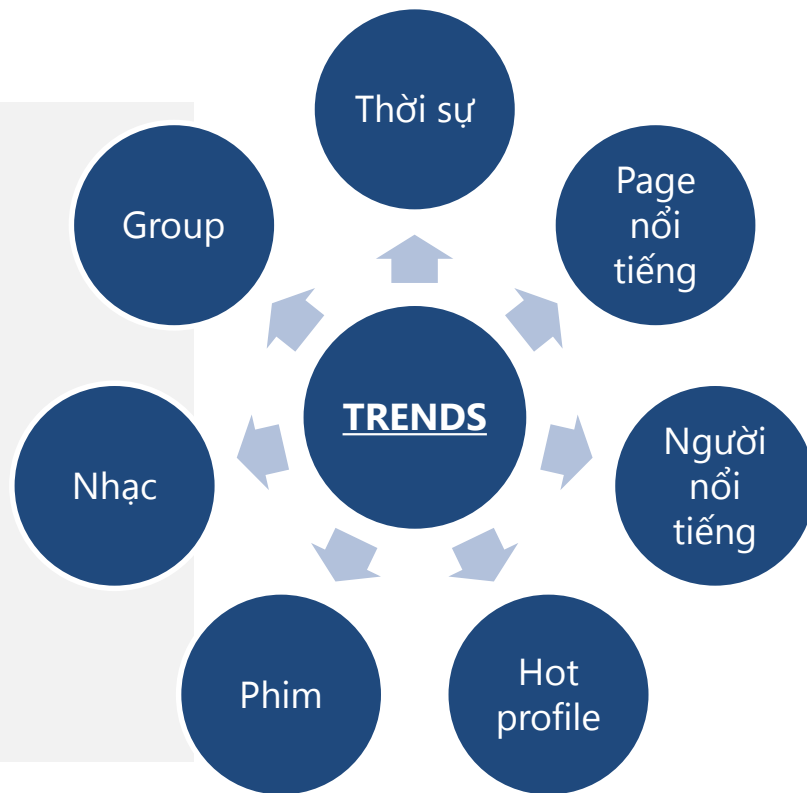 Thời sự
Page
nổi
tiếng
Người
nổi
tiếng
Hot
profile
Phim
Nhạc
Group
TRENDS